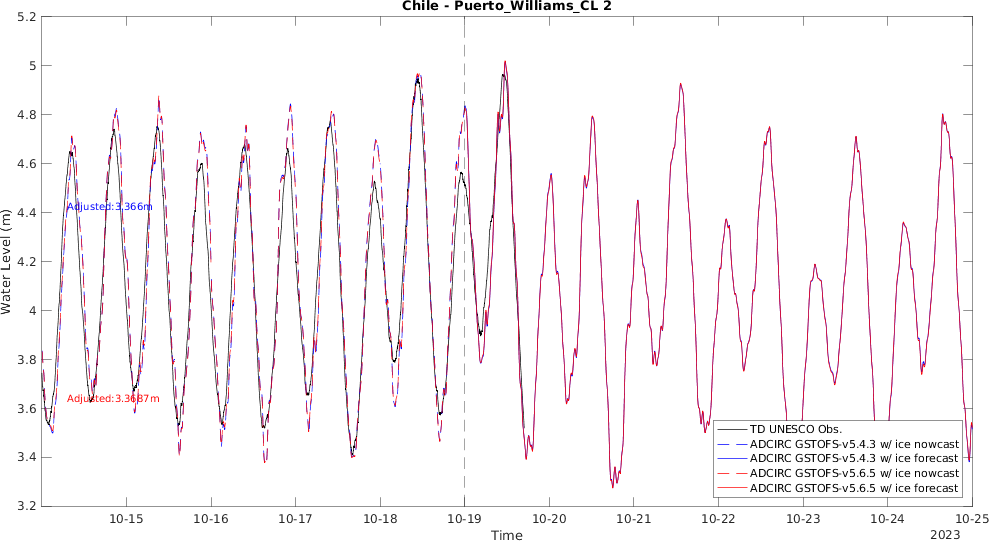 Chile - Puerto_Williams_CL 2
5.2
5
4.8
4.6
4.4
4.2
4
3.8
3.6
3.4
3.2
Water Level (m)
Adjusted:3.366m
Adjusted:3.3687m
TD UNESCO Obs.
ADCIRC GSTOFS-v5.4.3 w/ ice nowcast
ADCIRC GSTOFS-v5.4.3 w/ ice forecast
ADCIRC GSTOFS-v5.6.5 w/ ice nowcast
ADCIRC GSTOFS-v5.6.5 w/ ice forecast
10-15 10-16 10-17 10-18 10-19 10-20 10-21 10-22 10-23 10-24 10-25
Time
2023